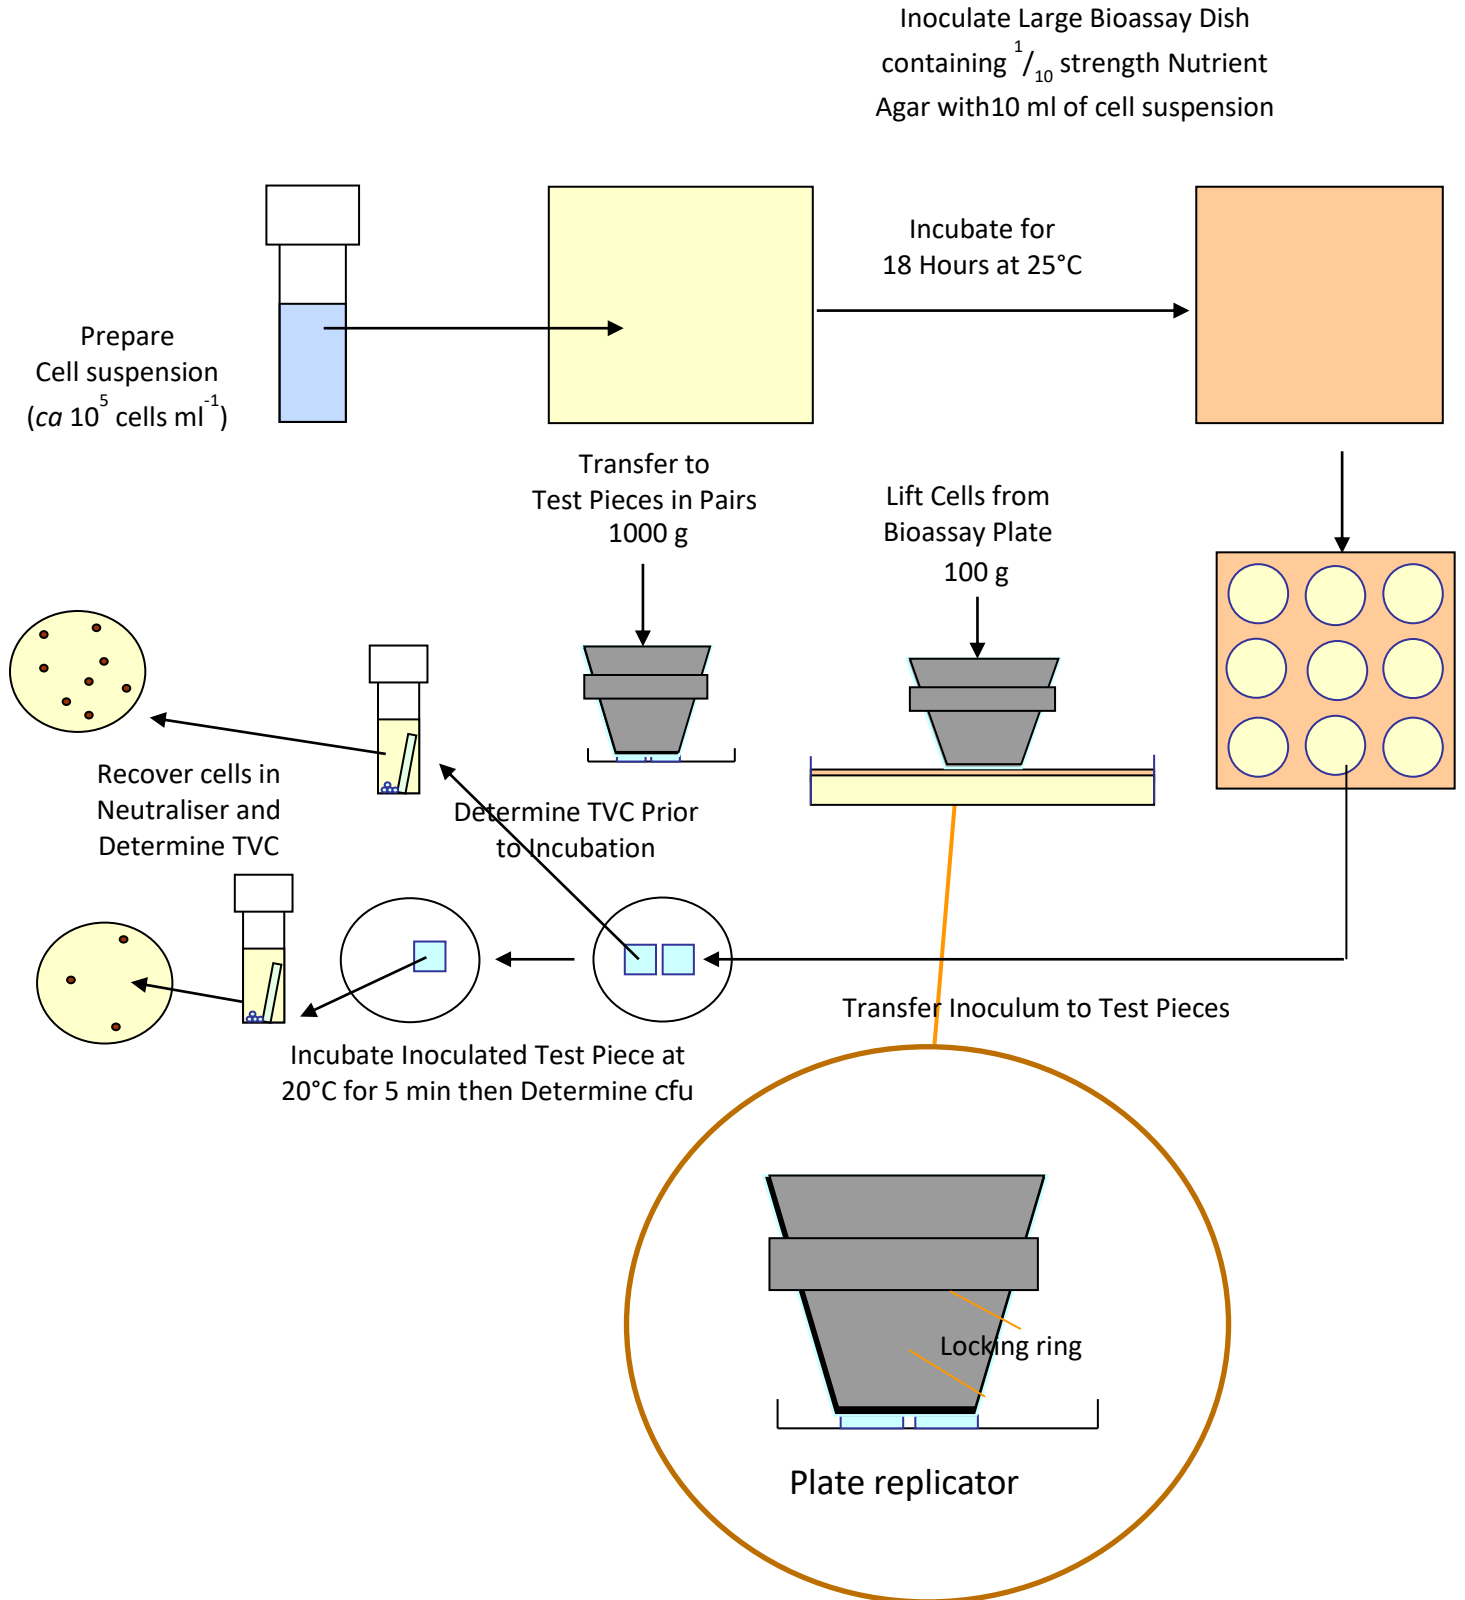 Inoculate Large Bioassay Dish
containing 1/10 strength Nutrient
Agar with10 ml of cell suspension
Incubate for
18 Hours at 25°C
Prepare
Cell suspension
(ca 10^5 cells ml^-1)
Transfer to
Test Pieces in Pairs
1000 g
Lift Cells from
Bioassay Plate
100 g
Recover cells in
Neutraliser and
Determine TVC
Determine TVC Prior
to Incubation
Transfer Inoculum to Test Pieces
Incubate Inoculated Test Piece at
20°C for 5 min then Determine cfu
Locking ring
Plate replicator